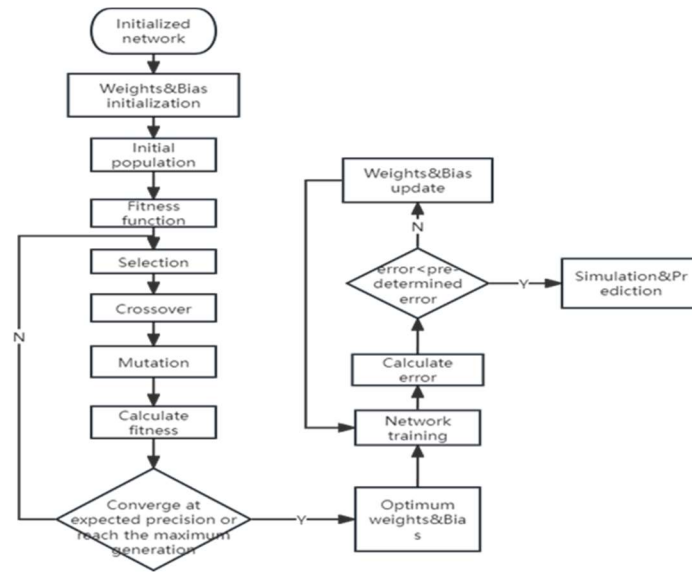 Initialized
network
Weights&Bias
initialization
Initial
population
Fitness
function
Selection
Crossover
Mutation
Calculate
fitness
Converge at
expected precision or
reach the maximum
generation
N
Y
Optimum
weights&Bia
s
Network
training
Calculate
error
error<pre-
determined
error
N
Weights&Bias
update
Y
Simulation&Pr
ediction